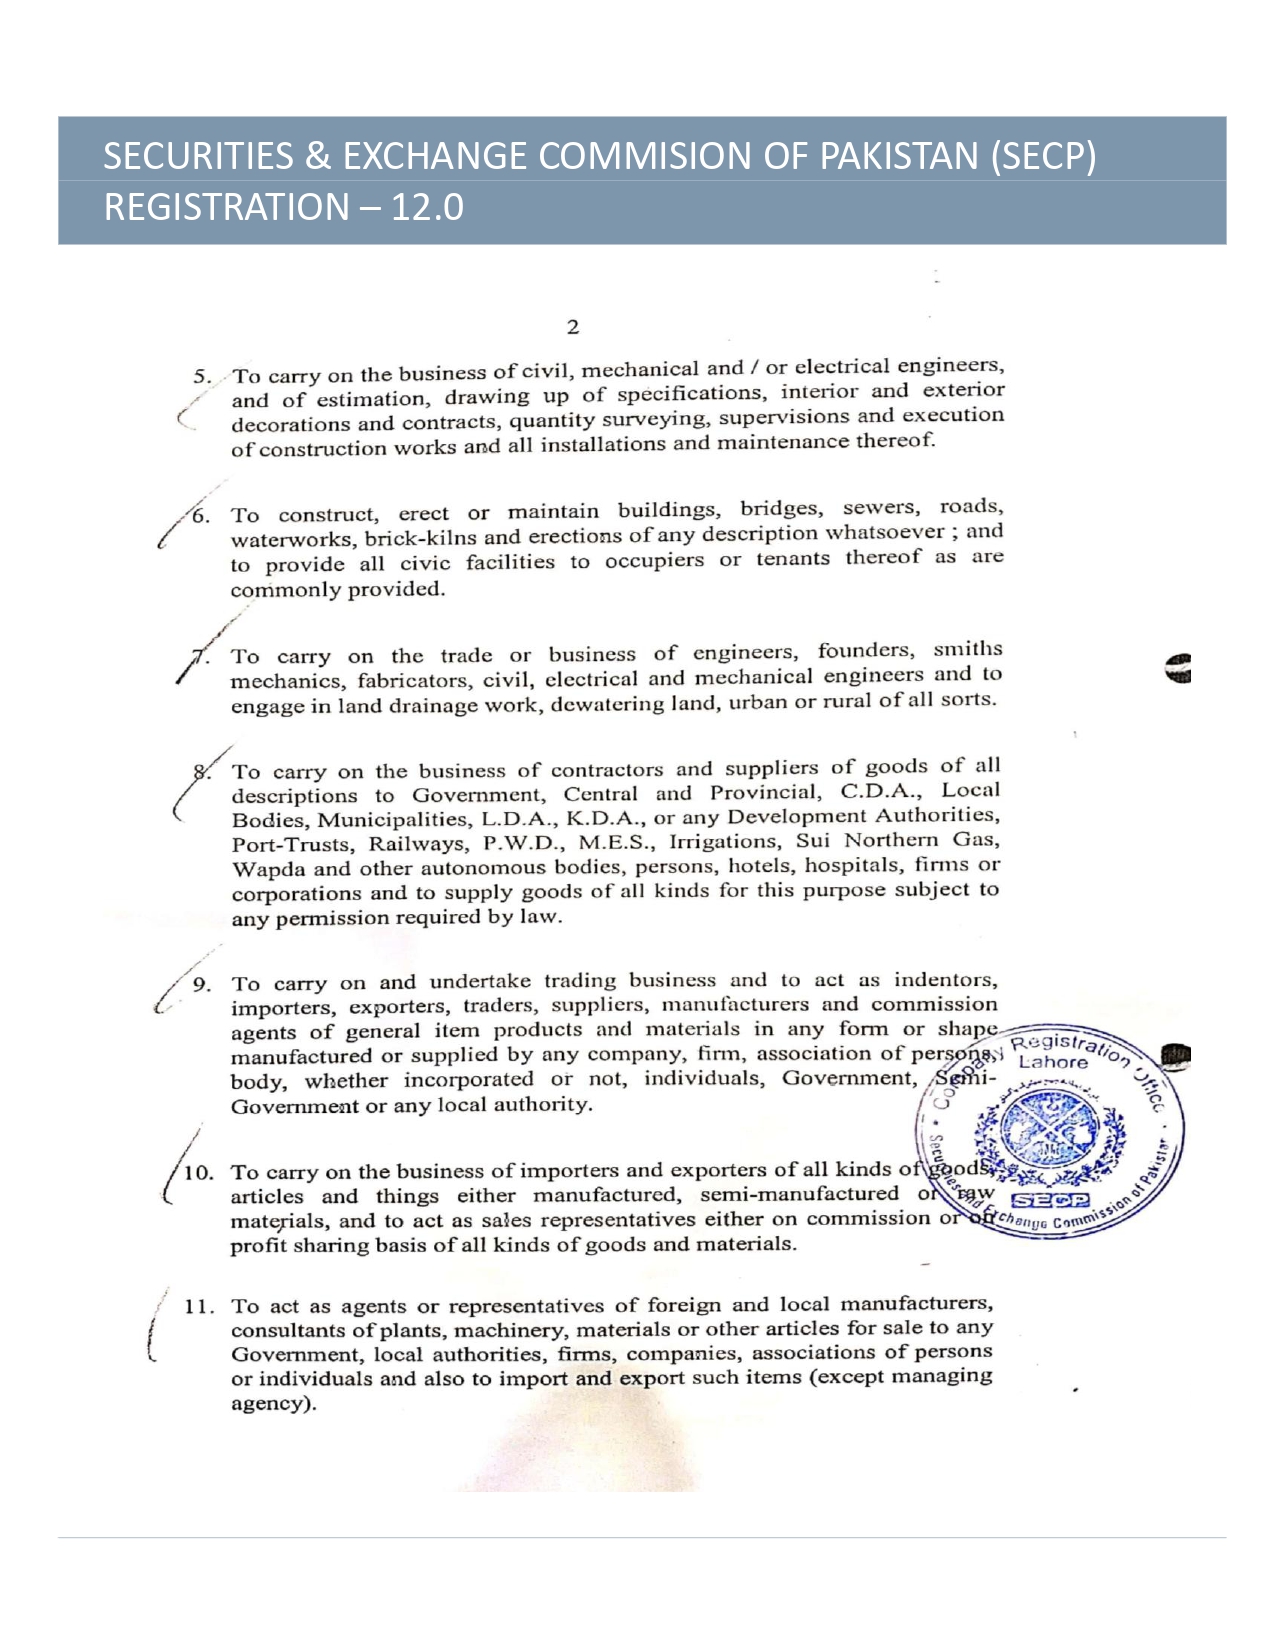 SECURITIES & EXCHANGE COMMISION OF PAKISTAN (SECP)
REGISTRATION – 12.0
2
5. To carry on the business of civil, mechanical and / or electrical engineers,
and of estimation, drawing up of specifications, interior and exterior
decorations and contracts, quantity surveying, supervisions and execution
of construction works and all installations and maintenance thereof.
6. To construct, erect or maintain buildings, bridges, sewers, roads,
waterworks, brick-kilns and erections of any description whatsoever ; and
to provide all civic facilities to occupiers or tenants thereof as are
commonly provided.
7. To carry on the trade or business of engineers, founders, smiths
mechanics, fabricators, civil, electrical and mechanical engineers and to
engage in land drainage work, dewatering land, urban or rural of all sorts.
8. To carry on the business of contractors and suppliers of goods of all
descriptions to Government, Central and Provincial, C.D.A., Local
Bodies, Municipalities, L.D.A., K.D.A., or any Development Authorities,
Port-Trusts, Railways, P.W.D., M.E.S., Irrigations, Sui Northern Gas,
Wapda and other autonomous bodies, persons, hotels, hospitals, firms or
corporations and to supply goods of all kinds for this purpose subject to
any permission required by law.
9. To carry on and undertake trading business and to act as indentors,
importers, exporters, traders, suppliers, manufacturers and commission
agents of general item products and materials in any form or shape
manufactured or supplied by any company, firm, association of persons,
body, whether incorporated or not, individuals, Government, Semi-
Government or any local authority.
10. To carry on the business of importers and exporters of all kinds of goods,
articles and things either manufactured, semi-manufactured or raw
materials, and to act as sales representatives either on commission or on
profit sharing basis of all kinds of goods and materials.
11. To act as agents or representatives of foreign and local manufacturers,
consultants of plants, machinery, materials or other articles for sale to any
Government, local authorities, firms, companies, associations of persons
or individuals and also to import and export such items (except managing
agency).
Company Registration Office
Lahore
SECP
Securities and Exchange Commission of Pakistan